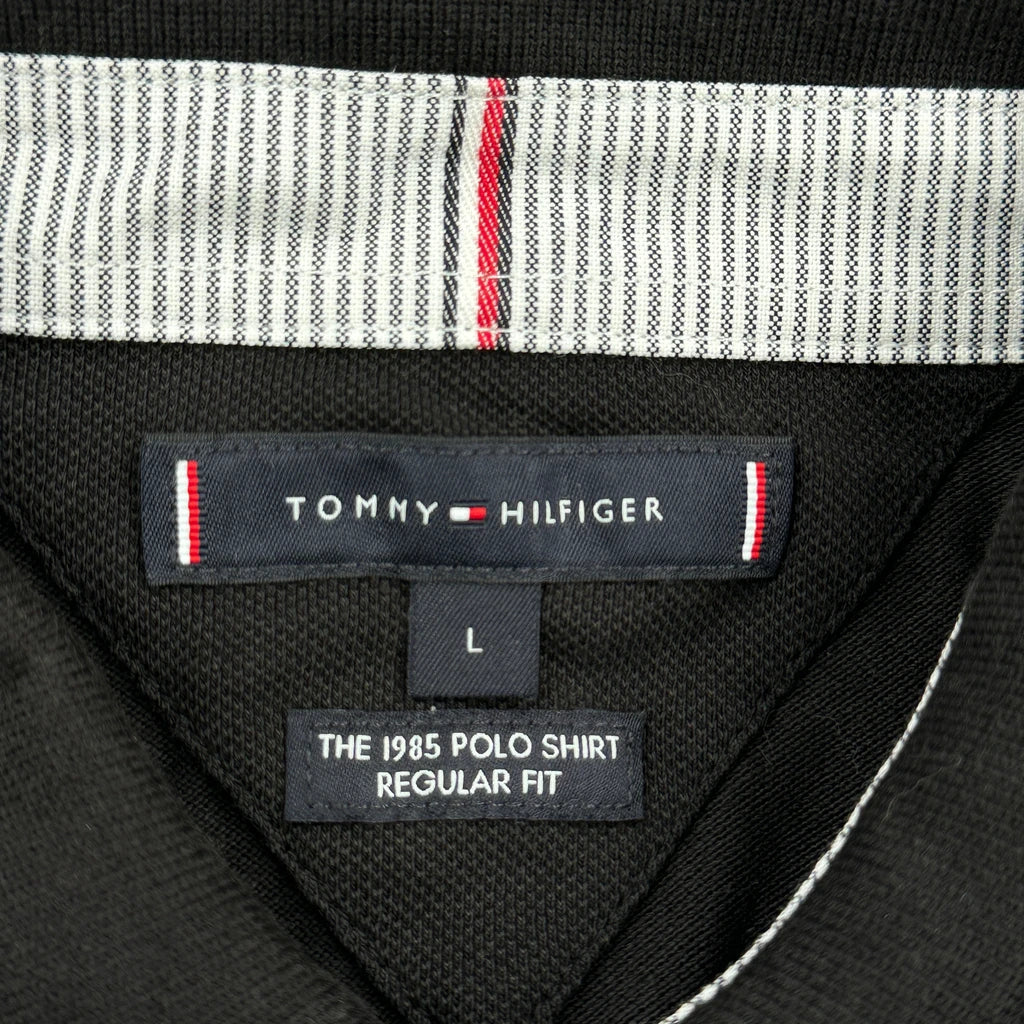 TOMMY HILFIGER
L
THE 1985 POLO SHIRT
REGULAR FIT